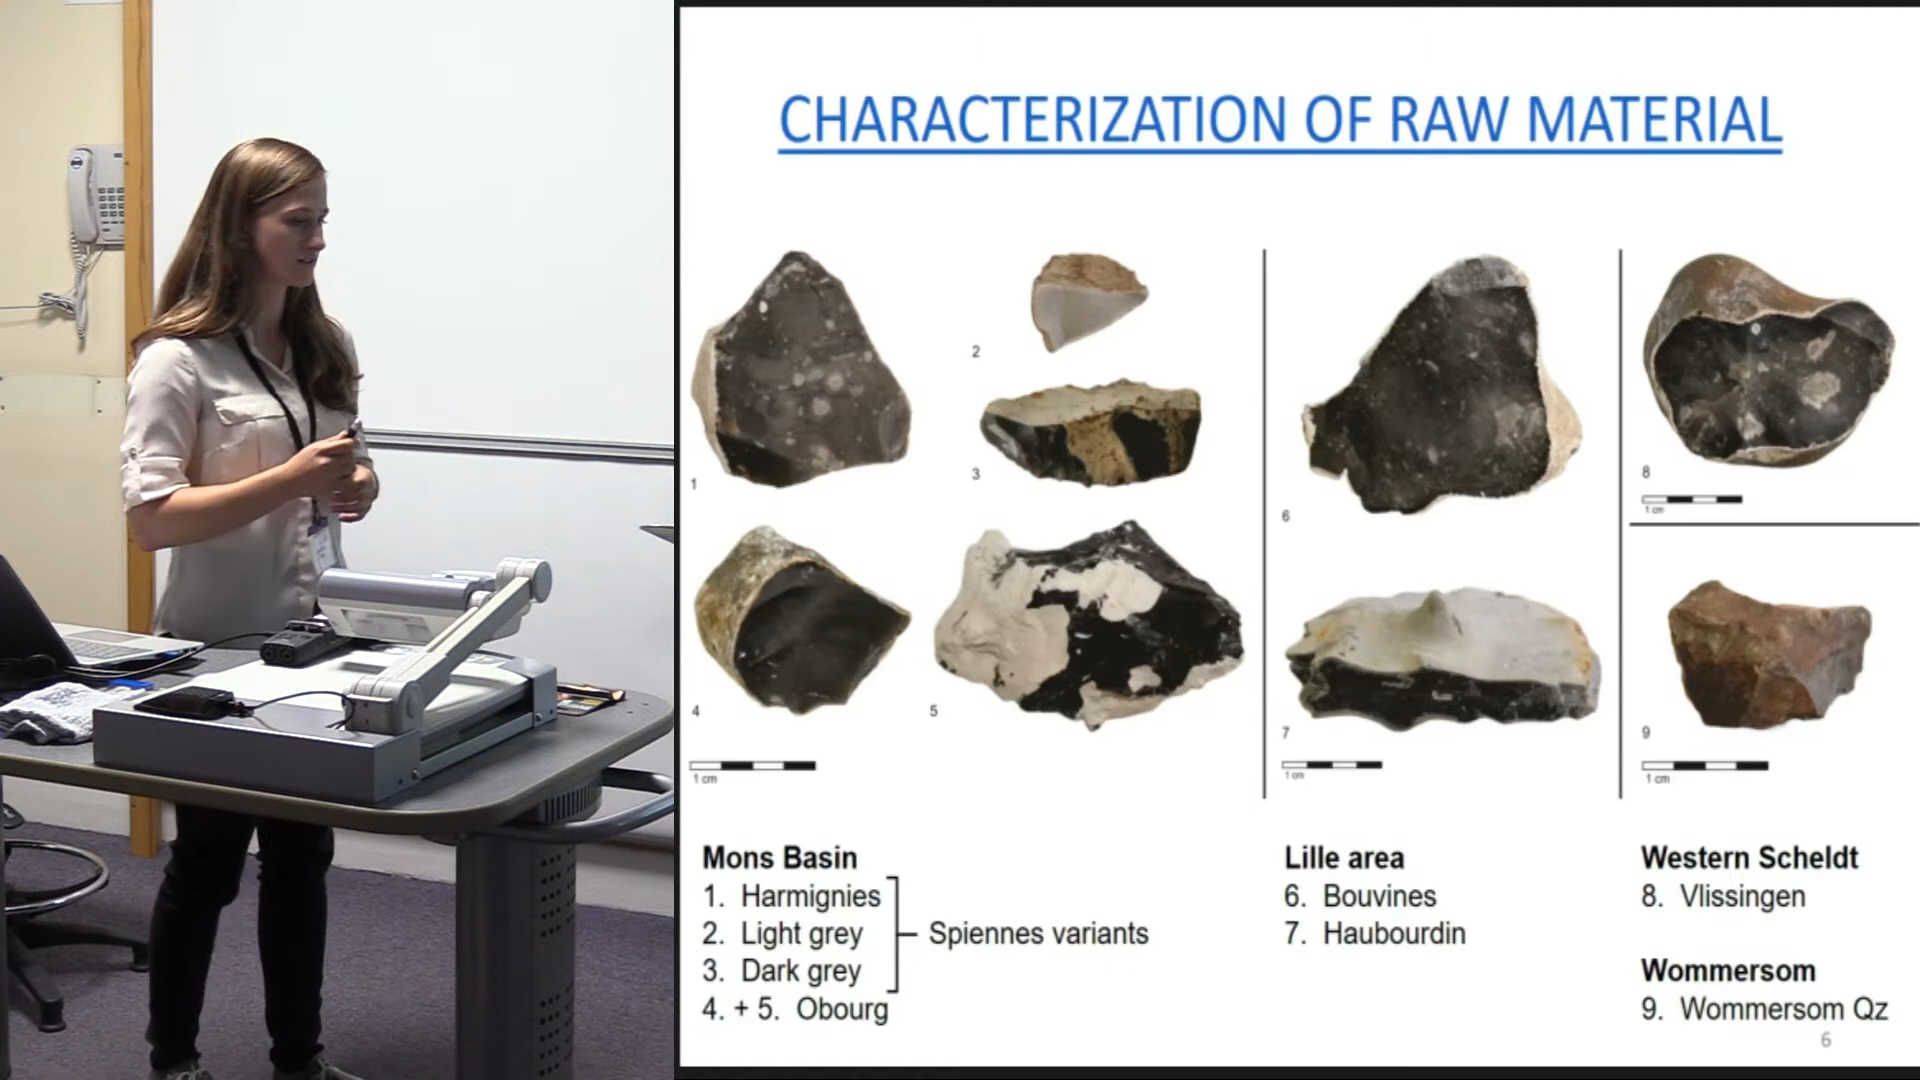 CHARACTERIZATION OF RAW MATERIAL
1
2
3
4
5
1 cm
6
7
1 cm
8
1 cm
9
1 cm
Mons Basin
1. Harmignies
2. Light grey
3. Dark grey
Spiennes variants
4. + 5. Obourg
Lille area
6. Bouvines
7. Haubourdin
Western Scheldt
8. Vlissingen
Wommersom
9. Wommersom Qz
6